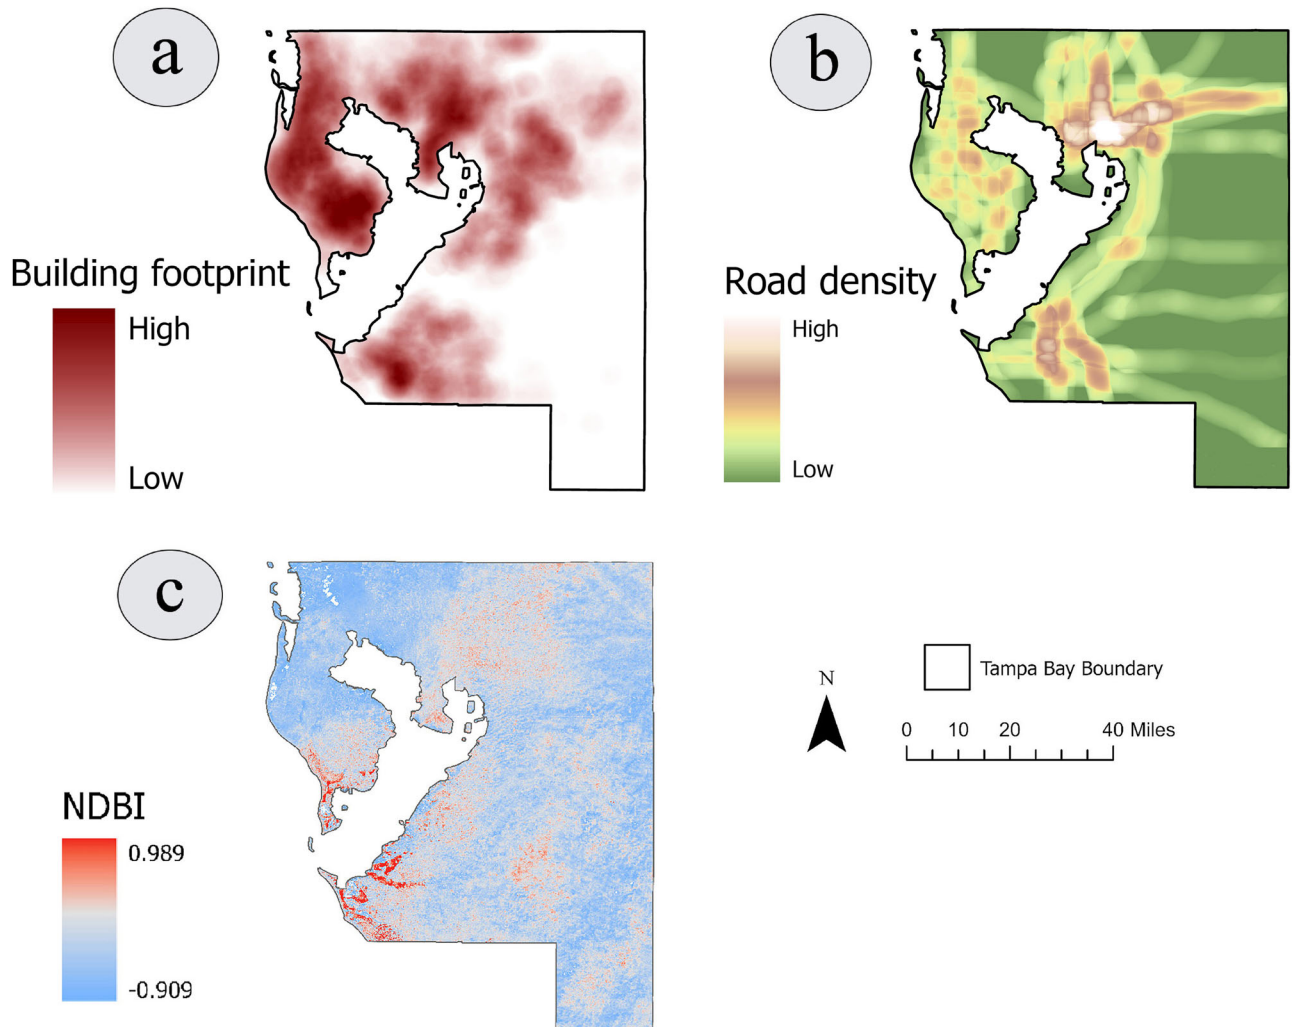 a
Building footprint
High
Low
b
Road density
High
Low
c
NDBI
0.989
-0.909
N
Tampa Bay Boundary
0 10 20 40 Miles